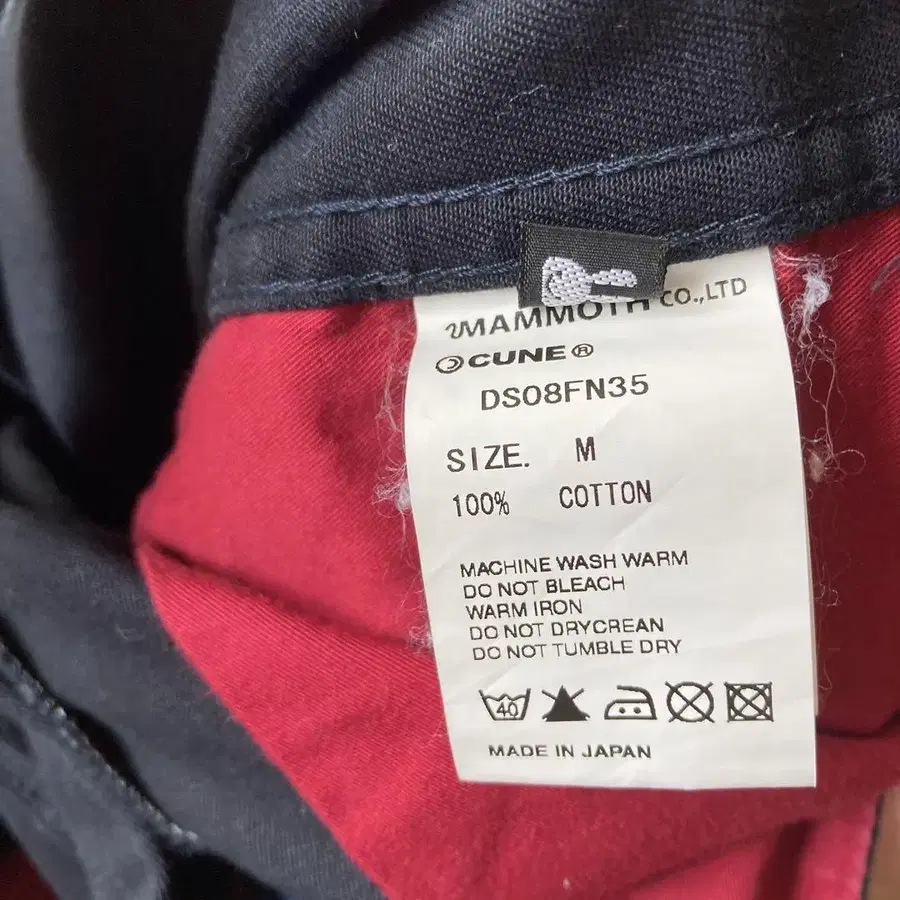 MAMMOTH CO.,LTD
CUNE®
DS08FN35
SIZE. M
100% COTTON
MACHINE WASH WARM
DO NOT BLEACH
WARM IRON
DO NOT DRYCREAN
DO NOT TUMBLE DRY
40
MADE IN JAPAN